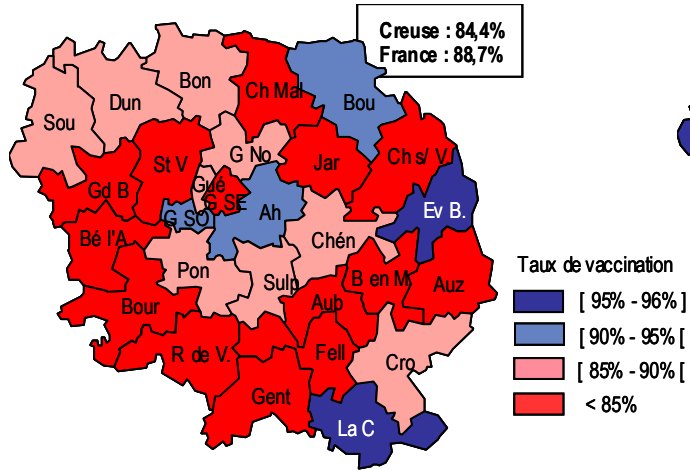 Creuse : 84,4%
France : 88,7%
Bon
Ch Mal
Bou
Dun
Sou
G No
St V
Jar
Ch s/ V
Gd B
Gué
G SE
Ah
Ev B.
G SO
Bé l'A
Chén
Pon
Sulp
B en M
Auz
Bour
Aub
R de V.
Fell
Cro
Gent
La C
Taux de vaccination
[ 95% - 96% ]
[ 90% - 95% [
[ 85% - 90% [
< 85%